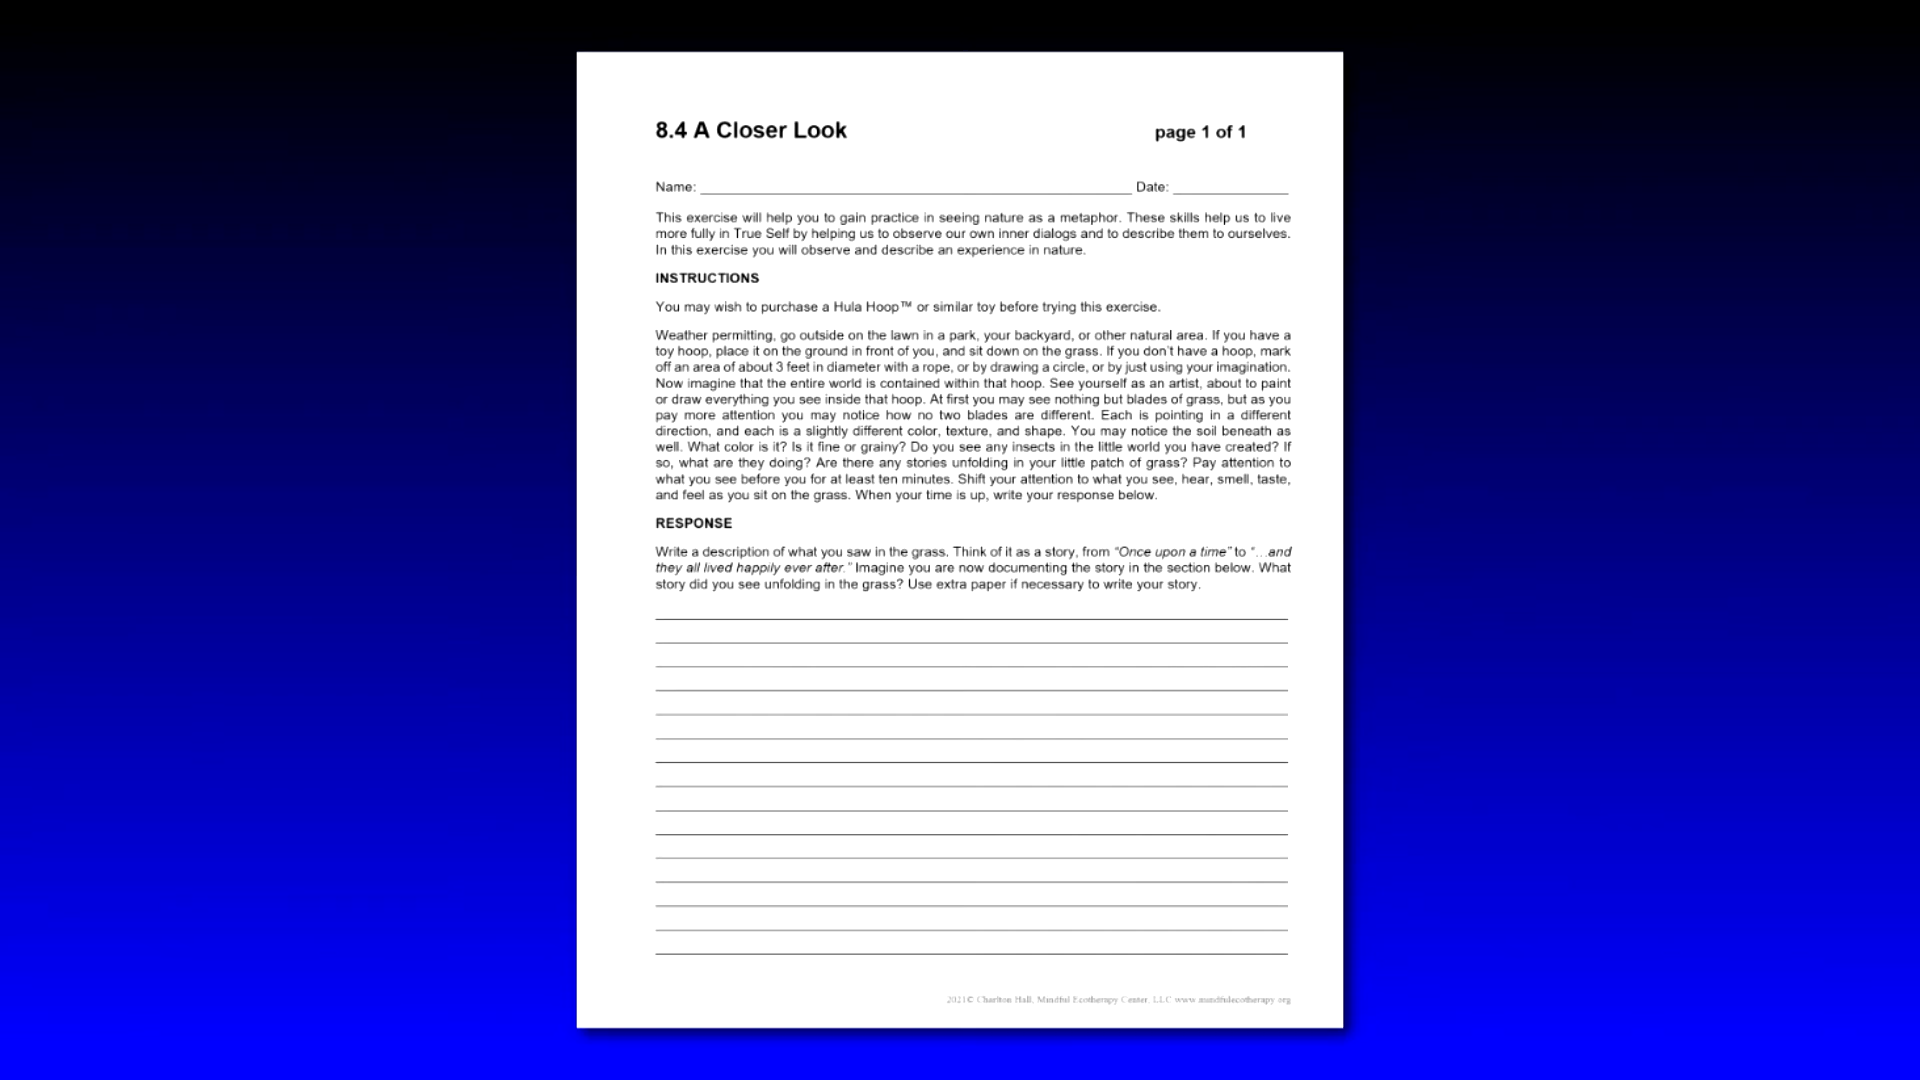 8.4 A Closer Look page 1 of 1
Name: ______________________ Date: ______________
This exercise will help you to gain practice in seeing nature as a metaphor. These skills help us to live
more fully in True Self by helping us to observe our own inner dialogs and to describe them to ourselves.
In this exercise you will observe and describe an experience in nature.
INSTRUCTIONS
You may wish to purchase a Hula Hoop™ or similar toy before trying this exercise.
Weather permitting, go outside on the lawn in a park, your backyard, or other natural area. If you have a
toy hoop, place it on the ground in front of you, and sit down on the grass. If you don't have a hoop, mark
off an area of about 3 feet in diameter with a rope, or by drawing a circle, or by just using your imagination.
Now imagine that the entire world is contained within that hoop. See yourself as an artist, about to paint
or draw everything you see inside that hoop. At first you may see nothing but blades of grass, but as you
pay more attention you may notice how no two blades are different. Each is pointing in a different
direction, and each is a slightly different color, texture, and shape. You may notice the soil beneath as
well. What color is it? Is it fine or grainy? Do you see any insects in the little world you have created? If
so, what are they doing? Are there any stories unfolding in your little patch of grass? Pay attention to
what you see before you for at least ten minutes. Shift your attention to what you see, hear, smell, taste,
and feel as you sit on the grass. When your time is up, write your response below.
RESPONSE
Write a description of what you saw in the grass. Think of it as a story, from “Once upon a time” to “…and
they all lived happily ever after.” Imagine you are now documenting the story in the section below. What
story did you see unfolding in the grass? Use extra paper if necessary to write your story.
2021© Charlton Hall, Mindful Ecotherapy Center, LLC www.mindfulecotherapy.org